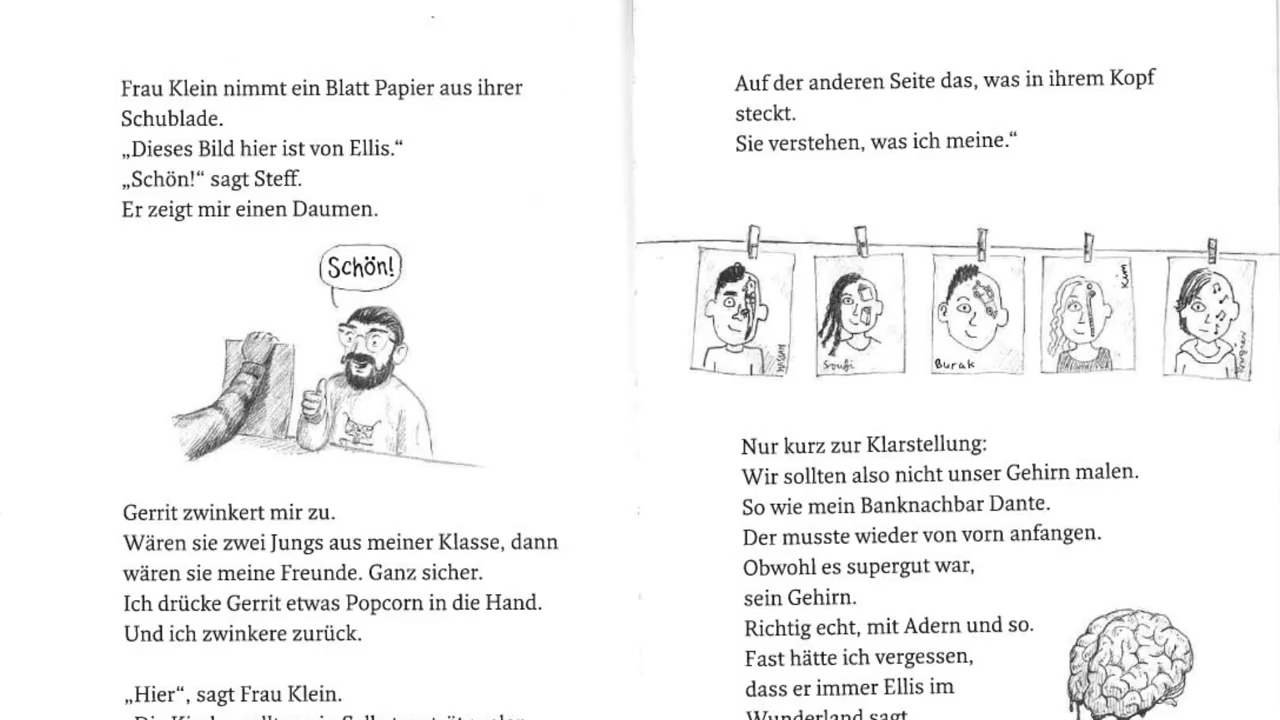 Frau Klein nimmt ein Blatt Papier aus ihrer
Schublade.
„Dieses Bild hier ist von Ellis.“
„Schön!“ sagt Steff.
Er zeigt mir einen Daumen.
Schön!
Gerrit zwinkert mir zu.
Wären sie zwei Jungs aus meiner Klasse, dann
wären sie meine Freunde. Ganz sicher.
Ich drücke Gerrit etwas Popcorn in die Hand.
Und ich zwinkere zurück.
„Hier“, sagt Frau Klein.
Auf der anderen Seite das, was in ihrem Kopf
steckt.
Sie verstehen, was ich meine.“
Burak
Kim
Nur kurz zur Klarstellung:
Wir sollten also nicht unser Gehirn malen.
So wie mein Banknachbar Dante.
Der musste wieder von vorn anfangen.
Obwohl es supergut war,
sein Gehirn.
Richtig echt, mit Adern und so.
Fast hätte ich vergessen,
dass er immer Ellis im
Wunderland sagt